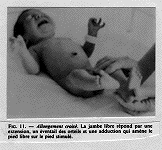 FIG. 11. — Allongement croisé. La jambe libre répond par une
extension, un éventail des orteils et une adduction qui amène le
pied libre sur le pied stimulé.